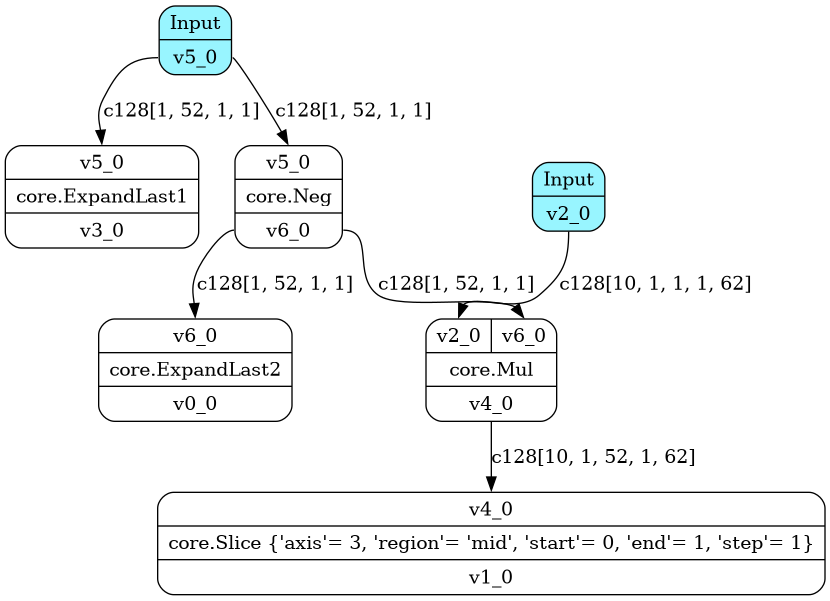 Input
v5_0
c128[1, 52, 1, 1]
c128[1, 52, 1, 1]
v5_0
core.ExpandLast1
v3_0
v5_0
core.Neg
v6_0
Input
v2_0
c128[1, 52, 1, 1]
c128[1, 52, 1, 1]
c128[10, 1, 1, 1, 62]
v6_0
core.ExpandLast2
v0_0
v2_0 v6_0
core.Mul
v4_0
c128[10, 1, 52, 1, 62]
v4_0
core.Slice {'axis'= 3, 'region'= 'mid', 'start'= 0, 'end'= 1, 'step'= 1}
v1_0